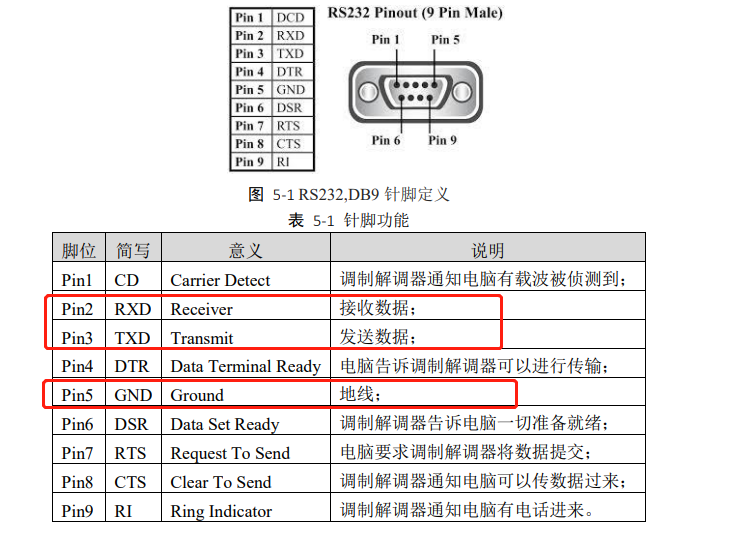 Pin 1 DCD
Pin 2 RXD
Pin 3 TXD
Pin 4 DTR
Pin 5 GND
Pin 6 DSR
Pin 7 RTS
Pin 8 CTS
Pin 9 RI
RS232 Pinout (9 Pin Male)
Pin 1 Pin 5
Pin 6 Pin 9
图 5-1 RS232,DB9 针脚定义
表 5-1 针脚功能
脚位 简写 意义 说明
Pin1 CD Carrier Detect 调制解调器通知电脑有载波被侦测到;
Pin2 RXD Receiver 接收数据;
Pin3 TXD Transmit 发送数据;
Pin4 DTR Data Terminal Ready 电脑告诉调制解调器可以进行传输;
Pin5 GND Ground 地线;
Pin6 DSR Data Set Ready 调制解调器告诉电脑一切准备就绪;
Pin7 RTS Request To Send 电脑要求调制解调器将数据提交;
Pin8 CTS Clear To Send 调制解调器通知电脑可以传数据过来;
Pin9 RI Ring Indicator 调制解调器通知电脑有电话进来。